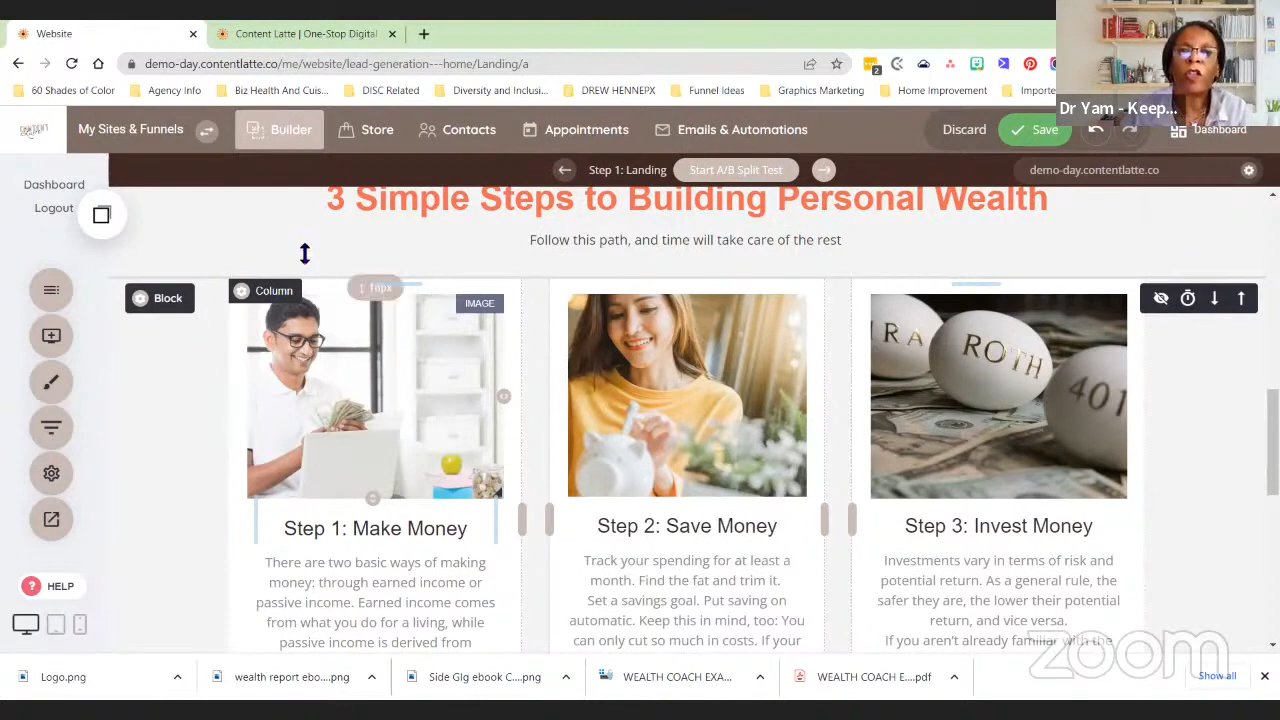 Website
Content Latte | One-Stop Digital
demo-day.contentlatte.co/me/website/lead-generation---home/Landing/a
2
60 Shades of Color
Agency Info
Biz Health And Cuis...
DISC Related
Diversity and Inclusi...
DREW HENNEPX
Funnel Ideas
Graphics Marketing
Home Improvement
Importe
Dr Yam - Keep...
My Sites & Funnels
Builder
Store
Contacts
Appointments
Emails & Automations
Discard
Save
Dashboard
Step 1: Landing
Start A/B Split Test
demo-day.contentlatte.co
Dashboard
Logout
3 Simple Steps to Building Personal Wealth
Follow this path, and time will take care of the rest
Block
Column
16px
IMAGE
IRA
ROTH
401
Step 1: Make Money
There are two basic ways of making
money: through earned income or
passive income. Earned income comes
from what you do for a living, while
passive income is derived from
Step 2: Save Money
Track your spending for at least a
month. Find the fat and trim it.
Set a savings goal. Put saving on
automatic. Keep this in mind, too: You
can only cut so much in costs. If your
Step 3: Invest Money
Investments vary in terms of risk and
potential return. As a general rule, the
safer they are, the lower their potential
return, and vice versa.
If you aren't already familiar with the
? HELP
zoom
Logo.png
wealth report ebo....png
Side Gig ebook C....png
WEALTH COACH EXA...
WEALTH COACH E....pdf
Show all